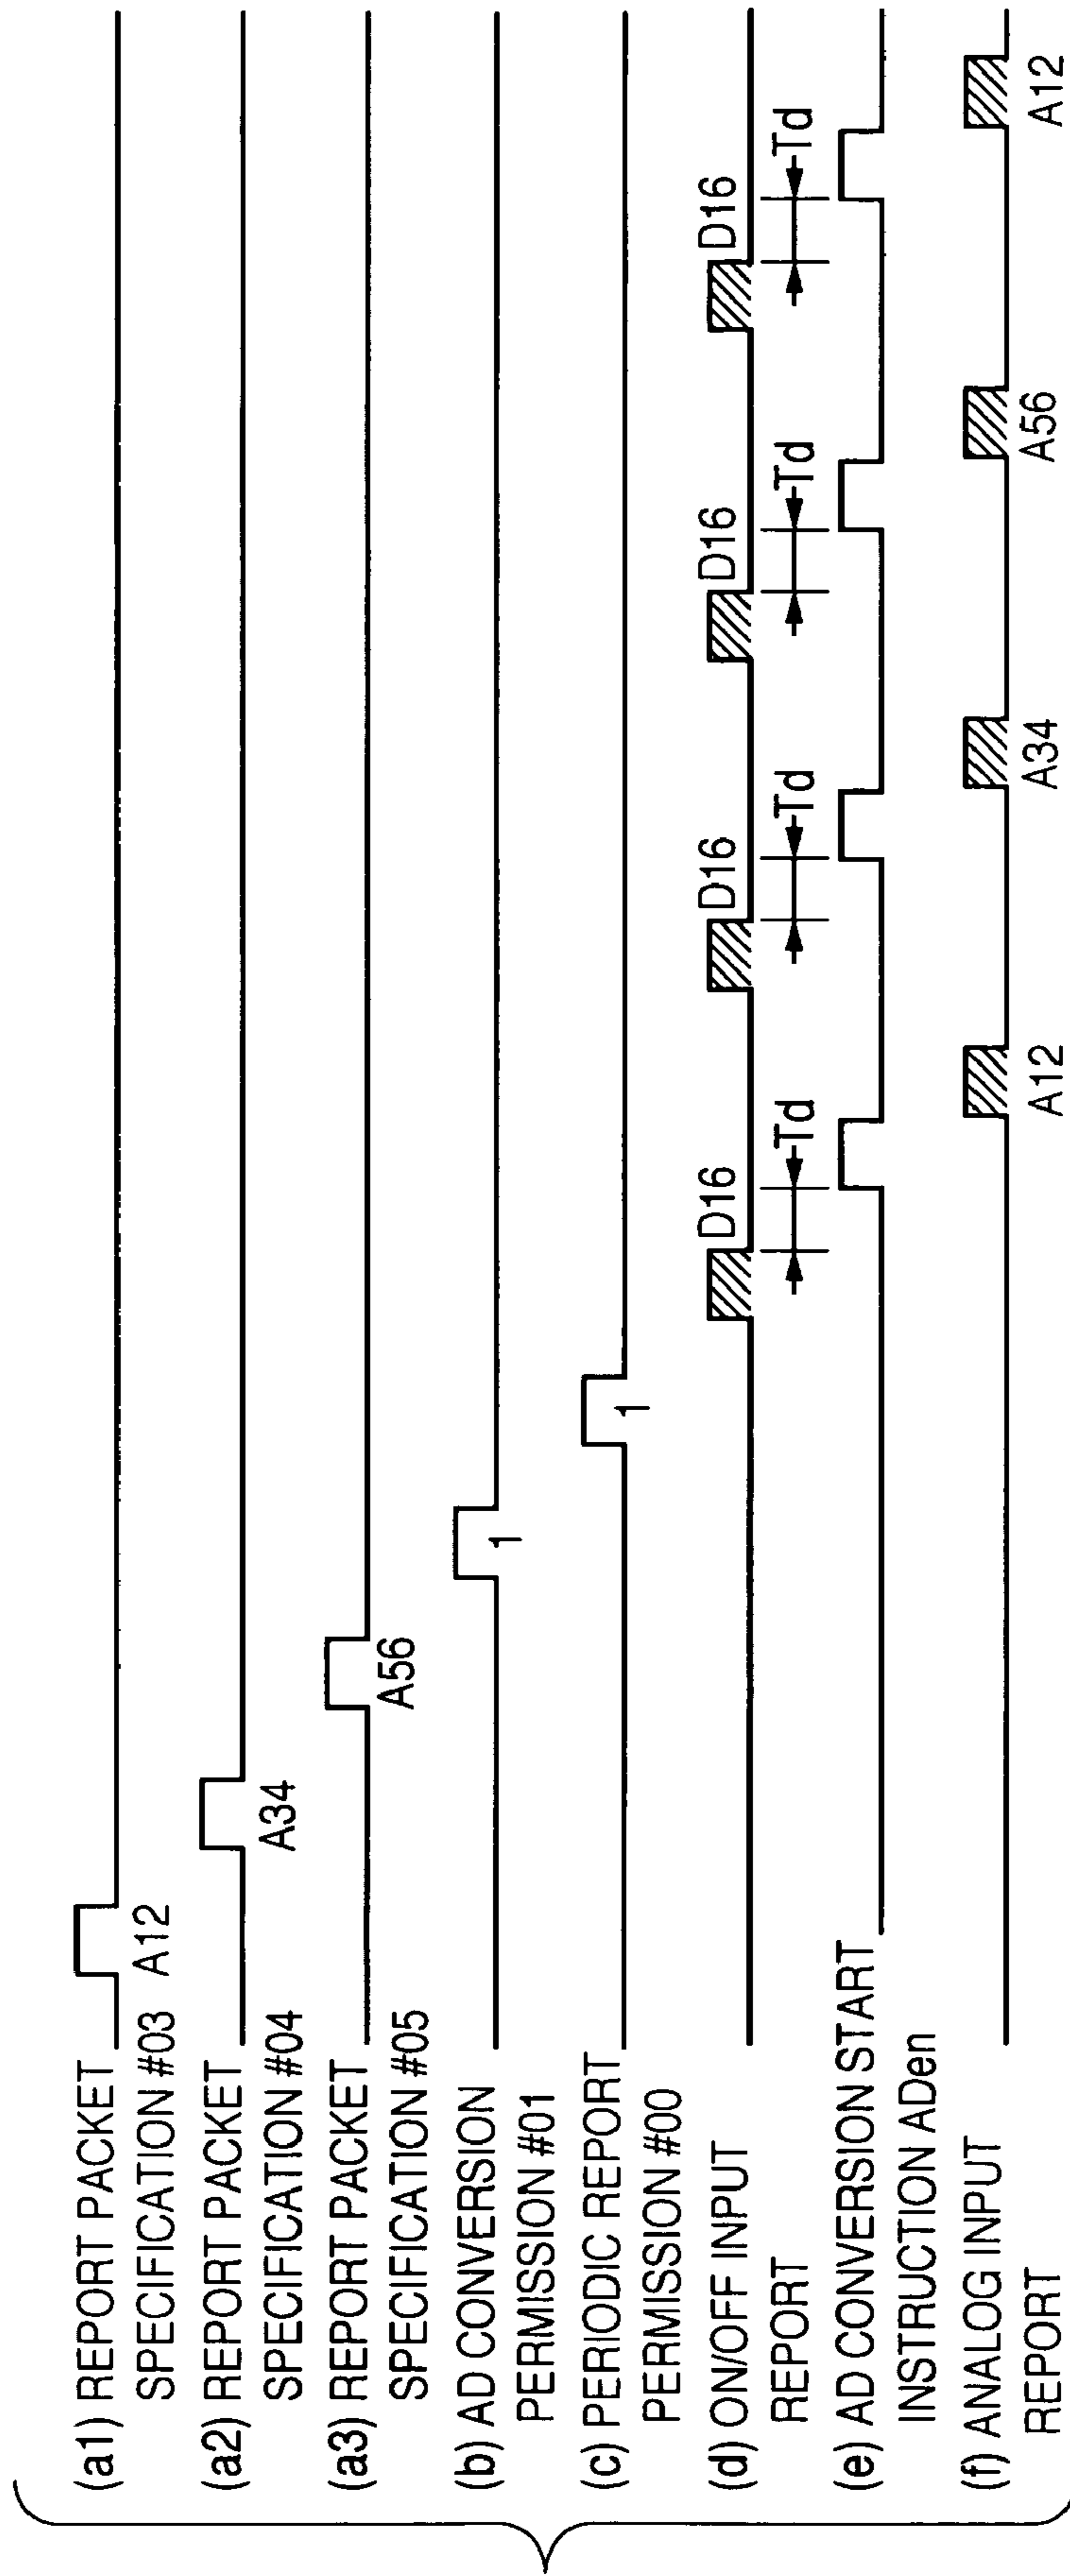 (a1) REPORT PACKET
SPECIFICATION #03
A12
(a2) REPORT PACKET
SPECIFICATION #04
A34
(a3) REPORT PACKET
SPECIFICATION #05
A56
(b) AD CONVERSION
PERMISSION #01
1
(c) PERIODIC REPORT
PERMISSION #00
1
(d) ON/OFF INPUT
REPORT
D16 D16 D16 D16
Td Td Td Td
(e) AD CONVERSION START
INSTRUCTION ADen
(f) ANALOG INPUT
REPORT
A12 A34 A56 A12